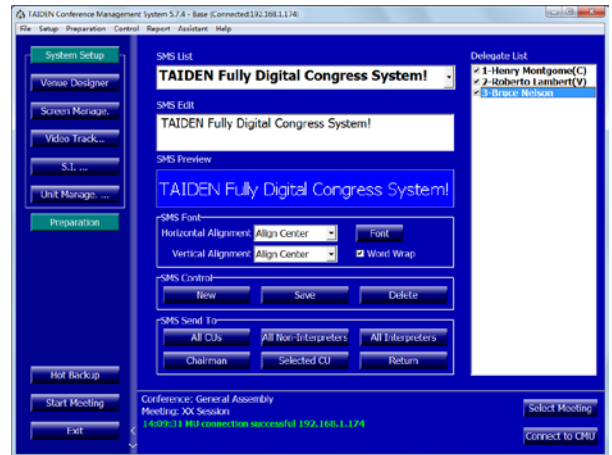 TAIDEN Conference Management System 5.7.4 - Base (Connected:192.168.1.174)
File Setup Preparation Control Report Assistant Help
System Setup
Venue Designer
Screen Manage.
Video Track...
S.I. ...
Unit Manage. ...
Preparation
Hot Backup
Start Meeting
Exit
SMS List
TAIDEN Fully Digital Congress System!
SMS Edit
TAIDEN Fully Digital Congress System!
SMS Preview
TAIDEN Fully Digital Congress System!
SMS Font
Horizontal Alignment Align Center Font
Vertical Alignment Align Center Word Wrap
SMS Control
New Save Delete
SMS Send To
All CUs All Non-Interpreters All Interpreters
Chairman Selected CU Return
Delegate List
1-Henry Montgome(C)
2-Roberto Lambert(V)
3-Bruce Nelson
Conference: General Assembly
Meeting: XX Session
14:09:31 MU connection successful 192.168.1.174
Select Meeting
Connect to CMU